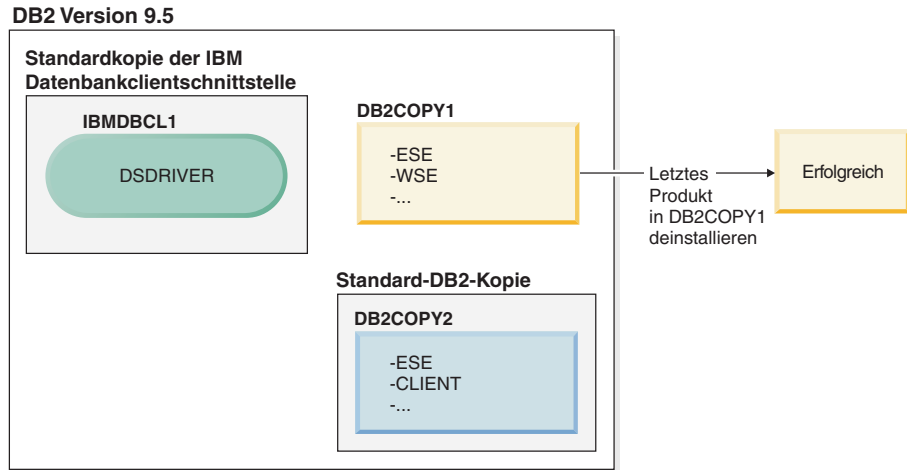 DB2 Version 9.5
Standardkopie der IBM
Datenbankclientschnittstelle
IBMDBCL1
DSDRIVER
DB2COPY1
-ESE
-WSE
-...
Letztes
Produkt
in DB2COPY1
deinstallieren
Erfolgreich
Standard-DB2-Kopie
DB2COPY2
-ESE
-CLIENT
-...